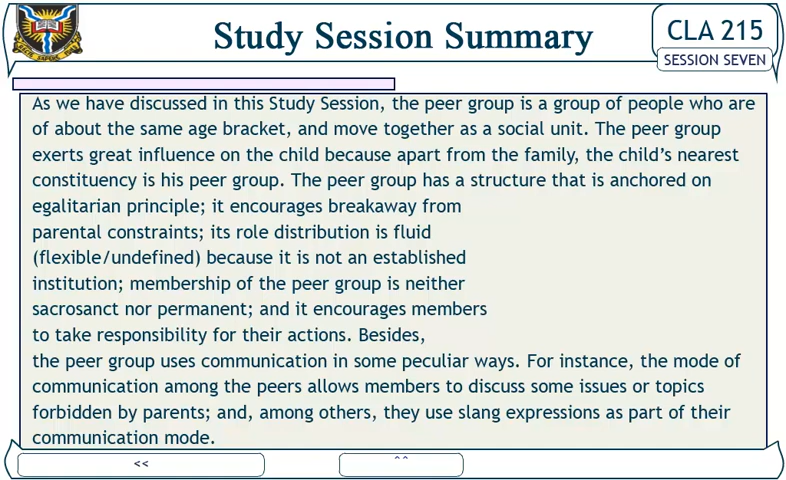 Study Session Summary
CLA 215
SESSION SEVEN
As we have discussed in this Study Session, the peer group is a group of people who are
of about the same age bracket, and move together as a social unit. The peer group
exerts great influence on the child because apart from the family, the child's nearest
constituency is his peer group. The peer group has a structure that is anchored on
egalitarian principle; it encourages breakaway from
parental constraints; its role distribution is fluid
(flexible/undefined) because it is not an established
institution; membership of the peer group is neither
sacrosanct nor permanent; and it encourages members
to take responsibility for their actions. Besides,
the peer group uses communication in some peculiar ways. For instance, the mode of
communication among the peers allows members to discuss some issues or topics
forbidden by parents; and, among others, they use slang expressions as part of their
communication mode.
<<
^^